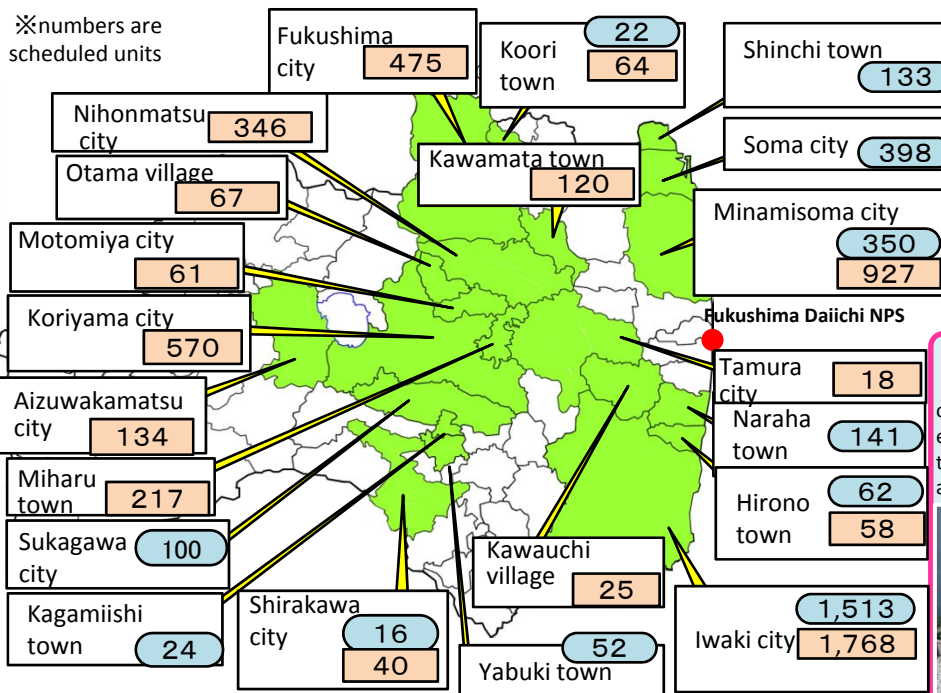 ※numbers are
scheduled units
Fukushima
city
475
Koori
town
22
64
Shinchi town
133
Nihonmatsu
city
346
Kawamata town
120
Soma city
398
Otama village
67
Minamisoma city
350
927
Motomiya city
61
Fukushima Daiichi NPS
Koriyama city
570
Tamura
city
18
Aizuwakamatsu
city
134
Naraha
town
141
Miharu
town
217
Hirono
town
62
58
Sukagawa
city
100
Kawauchi
village
25
Kagamiishi
town
24
Shirakawa
city
16
40
Yabuki town
52
Iwaki city
1,513
1,768